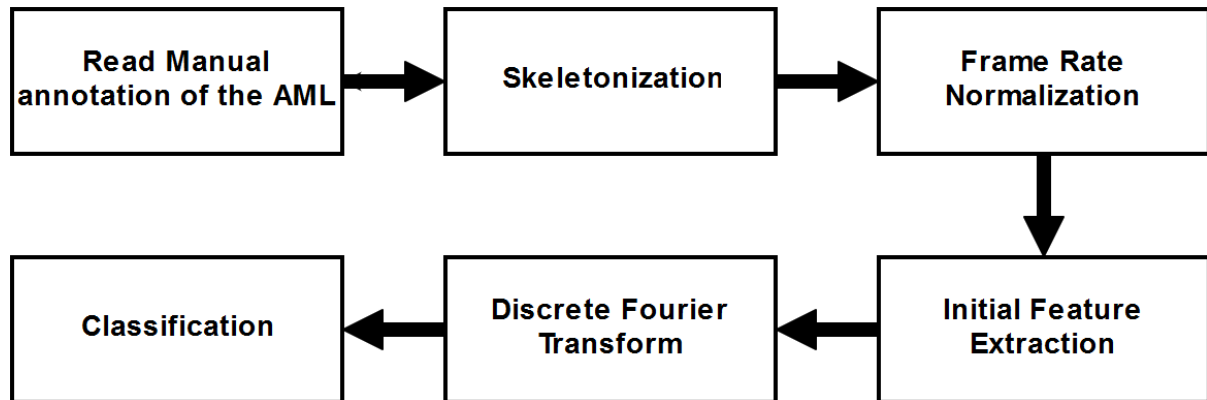 Read Manual
annotation of the AML
Skeletonization
Frame Rate
Normalization
Initial Feature
Extraction
Discrete Fourier
Transform
Classification